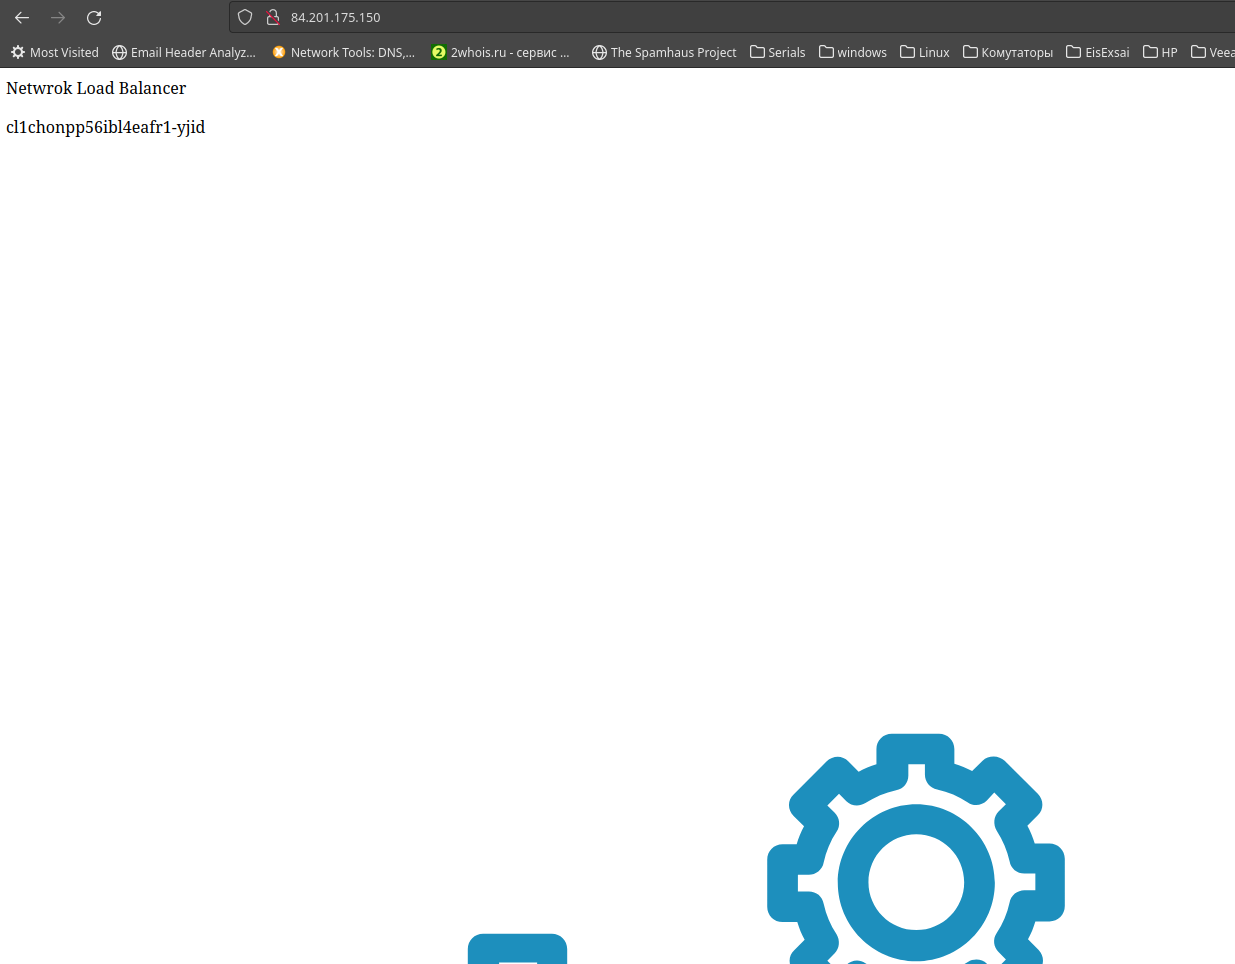 84.201.175.150
Most Visited Email Header Analyz... Network Tools: DNS,... 2 2whois.ru - сервис ... The Spamhaus Project Serials windows Linux Комутаторы EisExsai HP Veea
Netwrok Load Balancer
cl1chonpp56ibl4eafr1-yjid